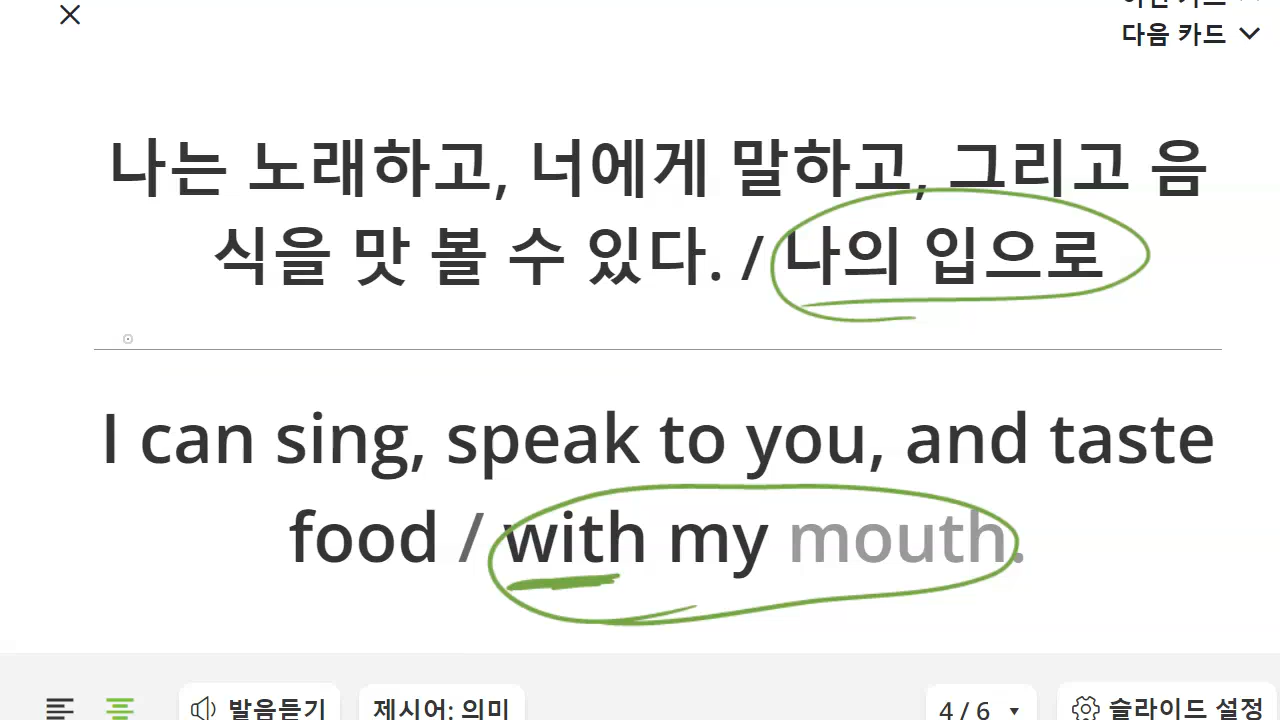 다음 카드
나는 노래하고, 너에게 말하고, 그리고 음
식을 맛 볼 수 있다. / 나의 입으로
I can sing, speak to you, and taste
food / with my mouth.
발음듣기
제시어: 의미
4 / 6
슬라이드 설정